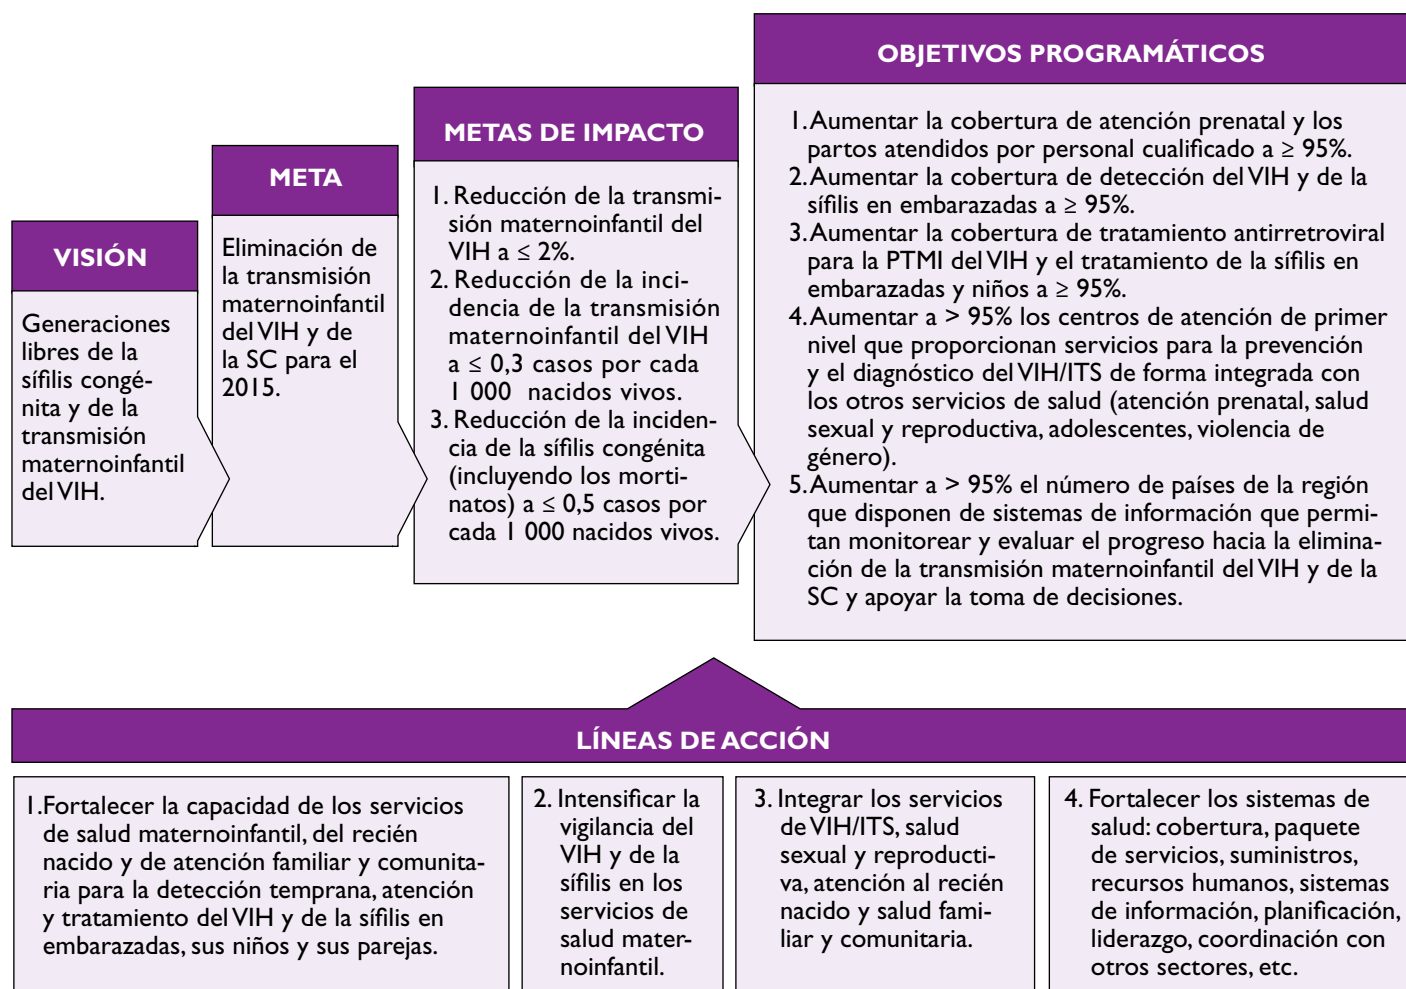 VISIÓN
Generaciones
libres de la
sífilis congé-
nita y de la
transmisión
maternoinfantil
del VIH.
META
Eliminación de
la transmisión
maternoinfantil
del VIH y de
la SC para el
2015.
METAS DE IMPACTO
1. Reducción de la transmi-
sión maternoinfantil del
VIH a ≤ 2%.
2. Reducción de la inci-
dencia de la transmisión
maternoinfantil del VIH
a ≤ 0,3 casos por cada
1 000 nacidos vivos.
3. Reducción de la inciden-
cia de la sífilis congénita
(incluyendo los morti-
natos) a ≤ 0,5 casos por
cada 1 000 nacidos vivos.
OBJETIVOS PROGRAMÁTICOS
1. Aumentar la cobertura de atención prenatal y los
partos atendidos por personal cualificado a ≥ 95%.
2. Aumentar la cobertura de detección del VIH y de la
sífilis en embarazadas a ≥ 95%.
3. Aumentar la cobertura de tratamiento antirretroviral
para la PTMI del VIH y el tratamiento de la sífilis en
embarazadas y niños a ≥ 95%.
4. Aumentar a > 95% los centros de atención de primer
nivel que proporcionan servicios para la prevención
y el diagnóstico del VIH/ITS de forma integrada con
los otros servicios de salud (atención prenatal, salud
sexual y reproductiva, adolescentes, violencia de
género).
5. Aumentar a > 95% el número de países de la región
que disponen de sistemas de información que permi-
tan monitorear y evaluar el progreso hacia la elimina-
ción de la transmisión maternoinfantil del VIH y de la
SC y apoyar la toma de decisiones.
LÍNEAS DE ACCIÓN
1. Fortalecer la capacidad de los servicios
de salud maternoinfantil, del recién
nacido y de atención familiar y comunita-
ria para la detección temprana, atención
y tratamiento del VIH y de la sífilis en
embarazadas, sus niños y sus parejas.
2. Intensificar la
vigilancia del
VIH y de la
sífilis en los
servicios de
salud mater-
noinfantil.
3. Integrar los servicios
de VIH/ITS, salud
sexual y reproducti-
va, atención al recién
nacido y salud fami-
liar y comunitaria.
4. Fortalecer los sistemas de
salud: cobertura, paquete
de servicios, suministros,
recursos humanos, sistemas
de información, planificación,
liderazgo, coordinación con
otros sectores, etc.